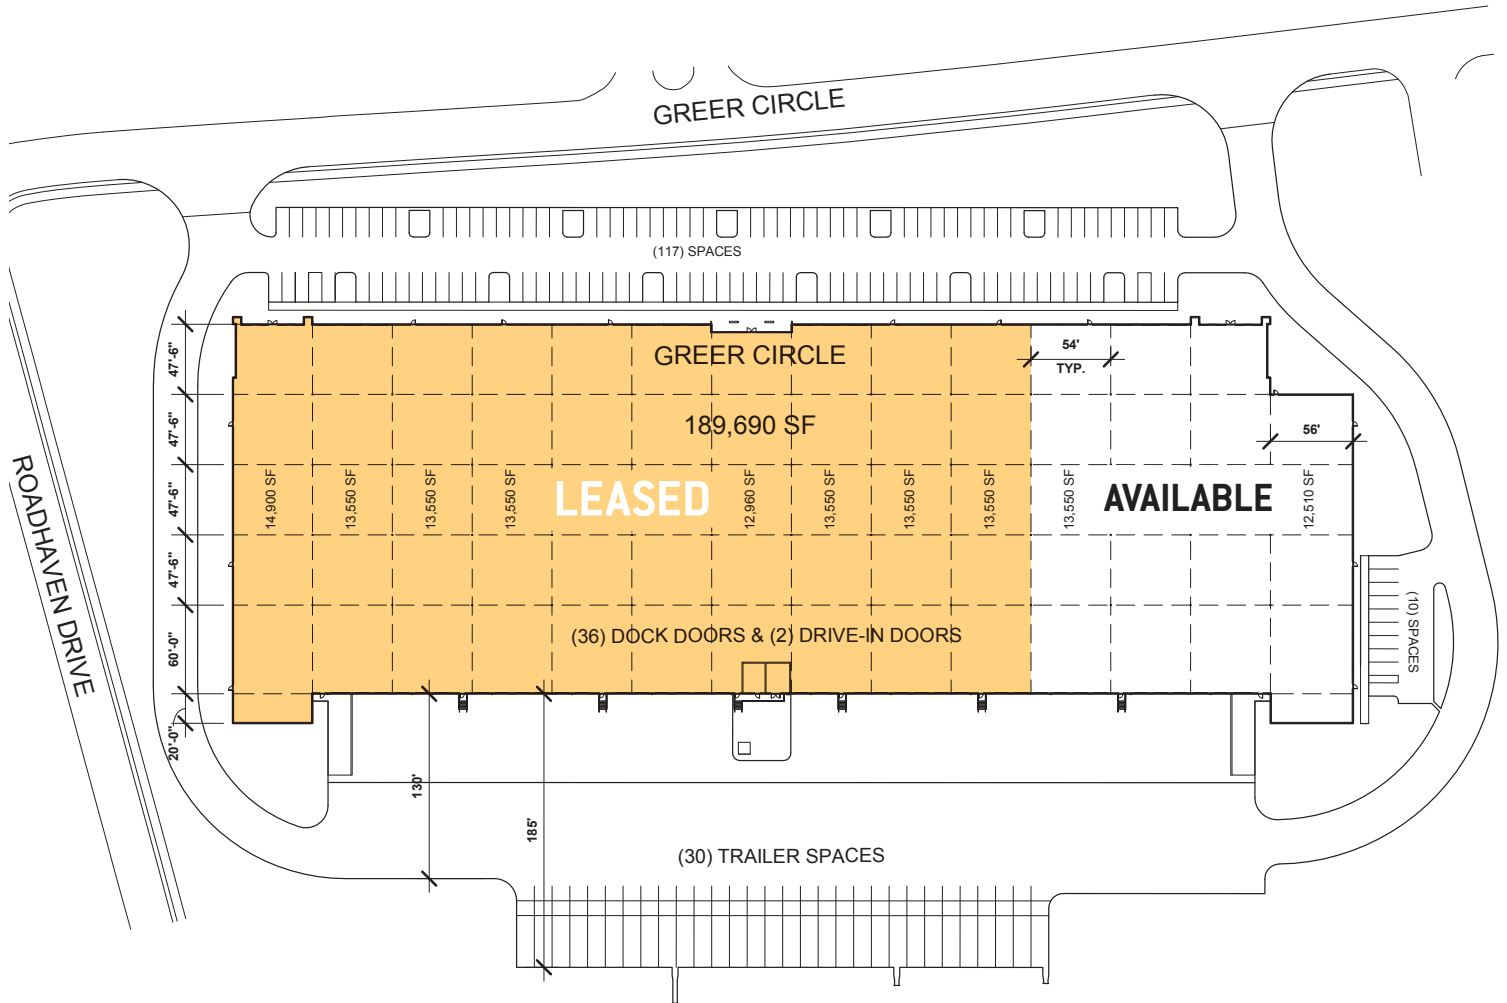 GREER CIRCLE
(117) SPACES
47'-6"
47'-6"
47'-6"
47'-6"
60'-0"
20'-0"
GREER CIRCLE
189,690 SF
54'
TYP.
56'
14,900 SF
13,550 SF
13,550 SF
13,550 SF
LEASED
12,960 SF
13,550 SF
13,550 SF
13,550 SF
13,550 SF
AVAILABLE
12,510 SF
ROADHAVEN DRIVE
(36) DOCK DOORS & (2) DRIVE-IN DOORS
(10) SPACES
130'
185'
(30) TRAILER SPACES